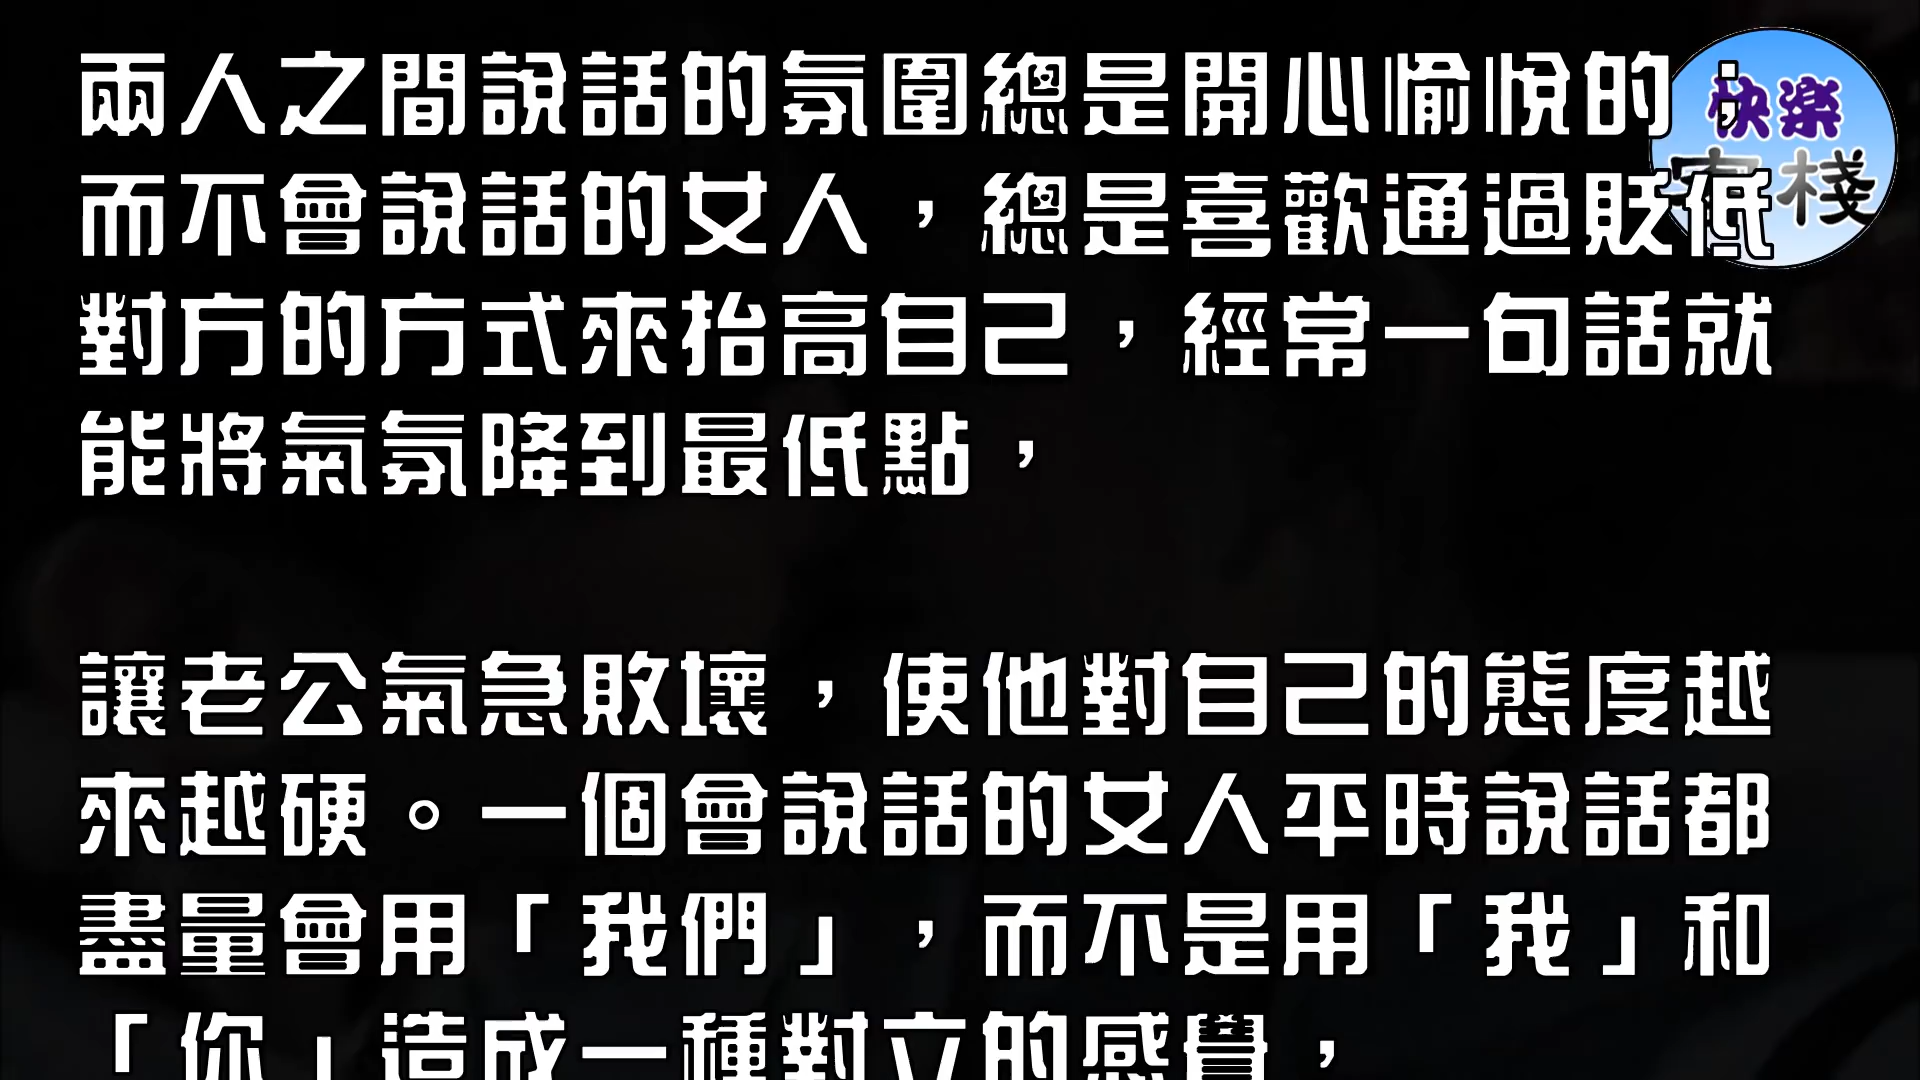 兩人之間說話的氛圍總是開心愉悅的；
而不會說話的女人，總是喜歡通過貶低
對方的方式來抬高自己，經常一句話就
能將氣氛降到最低點，
讓老公氣急敗壞，使他對自己的態度越
來越硬。一個會說話的女人平時說話都
盡量會用「我們」，而不是用「我」和
「你」造成一種對立的感覺，
快楽
客栈